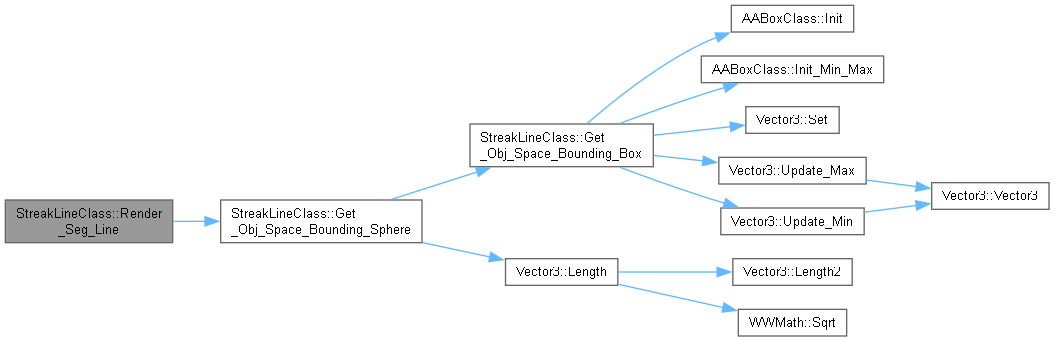 StreakLineClass::Render
_Seg_Line
StreakLineClass::Get
_Obj_Space_Bounding_Sphere
StreakLineClass::Get
_Obj_Space_Bounding_Box
AABoxClass::Init
AABoxClass::Init_Min_Max
Vector3::Set
Vector3::Update_Max
Vector3::Update_Min
Vector3::Vector3
Vector3::Length
Vector3::Length2
WWMath::Sqrt